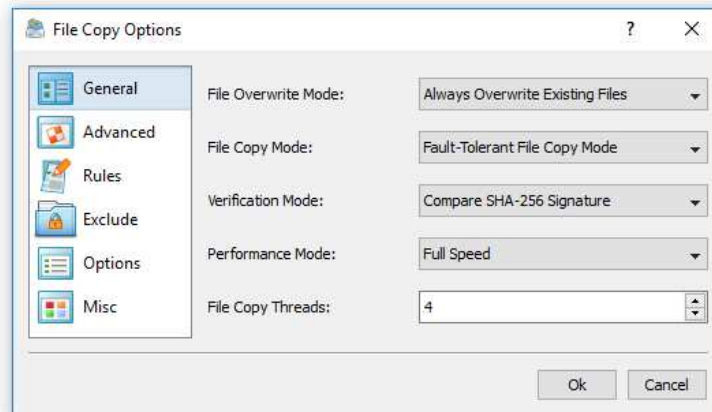 File Copy Options
?
General
Advanced
Rules
Exclude
Options
Misc
File Overwrite Mode: Always Overwrite Existing Files
File Copy Mode: Fault-Tolerant File Copy Mode
Verification Mode: Compare SHA-256 Signature
Performance Mode: Full Speed
File Copy Threads: 4
Ok Cancel